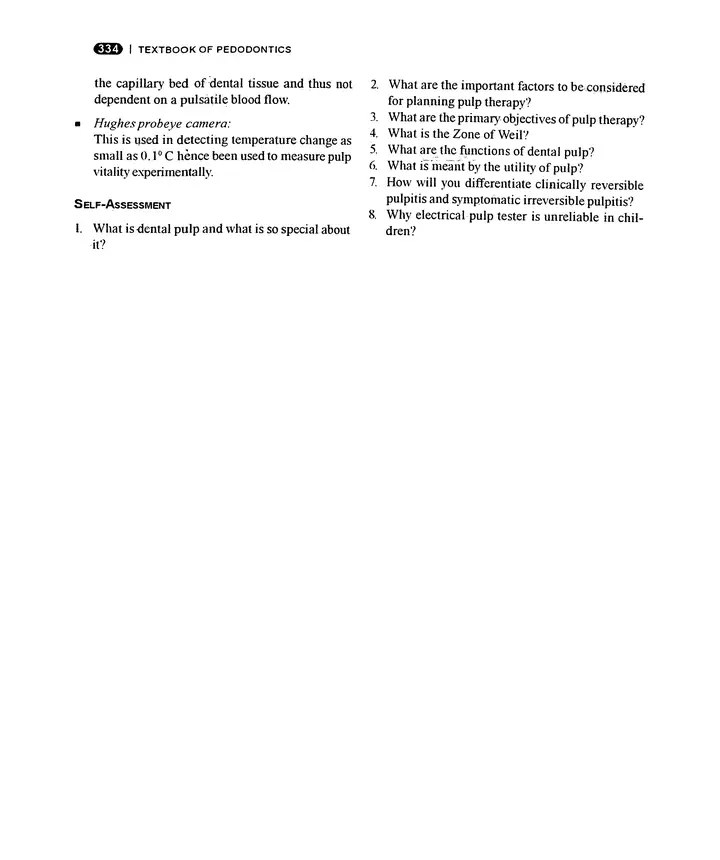 334 | TEXTBOOK OF PEDODONTICS
the capillary bed of dental tissue and thus not
dependent on a pulsatile blood flow.
▪ Hughes probeye camera:
This is used in detecting temperature change as
small as 0.1° C hence been used to measure pulp
vitality experimentally.
SELF-ASSESSMENT
1. What is dental pulp and what is so special about
it?
2. What are the important factors to be considered
for planning pulp therapy?
3. What are the primary objectives of pulp therapy?
4. What is the Zone of Weil?
5. What are the functions of dental pulp?
6. What is meant by the utility of pulp?
7. How will you differentiate clinically reversible
pulpitis and symptomatic irreversible pulpitis?
8. Why electrical pulp tester is unreliable in chil-
dren?